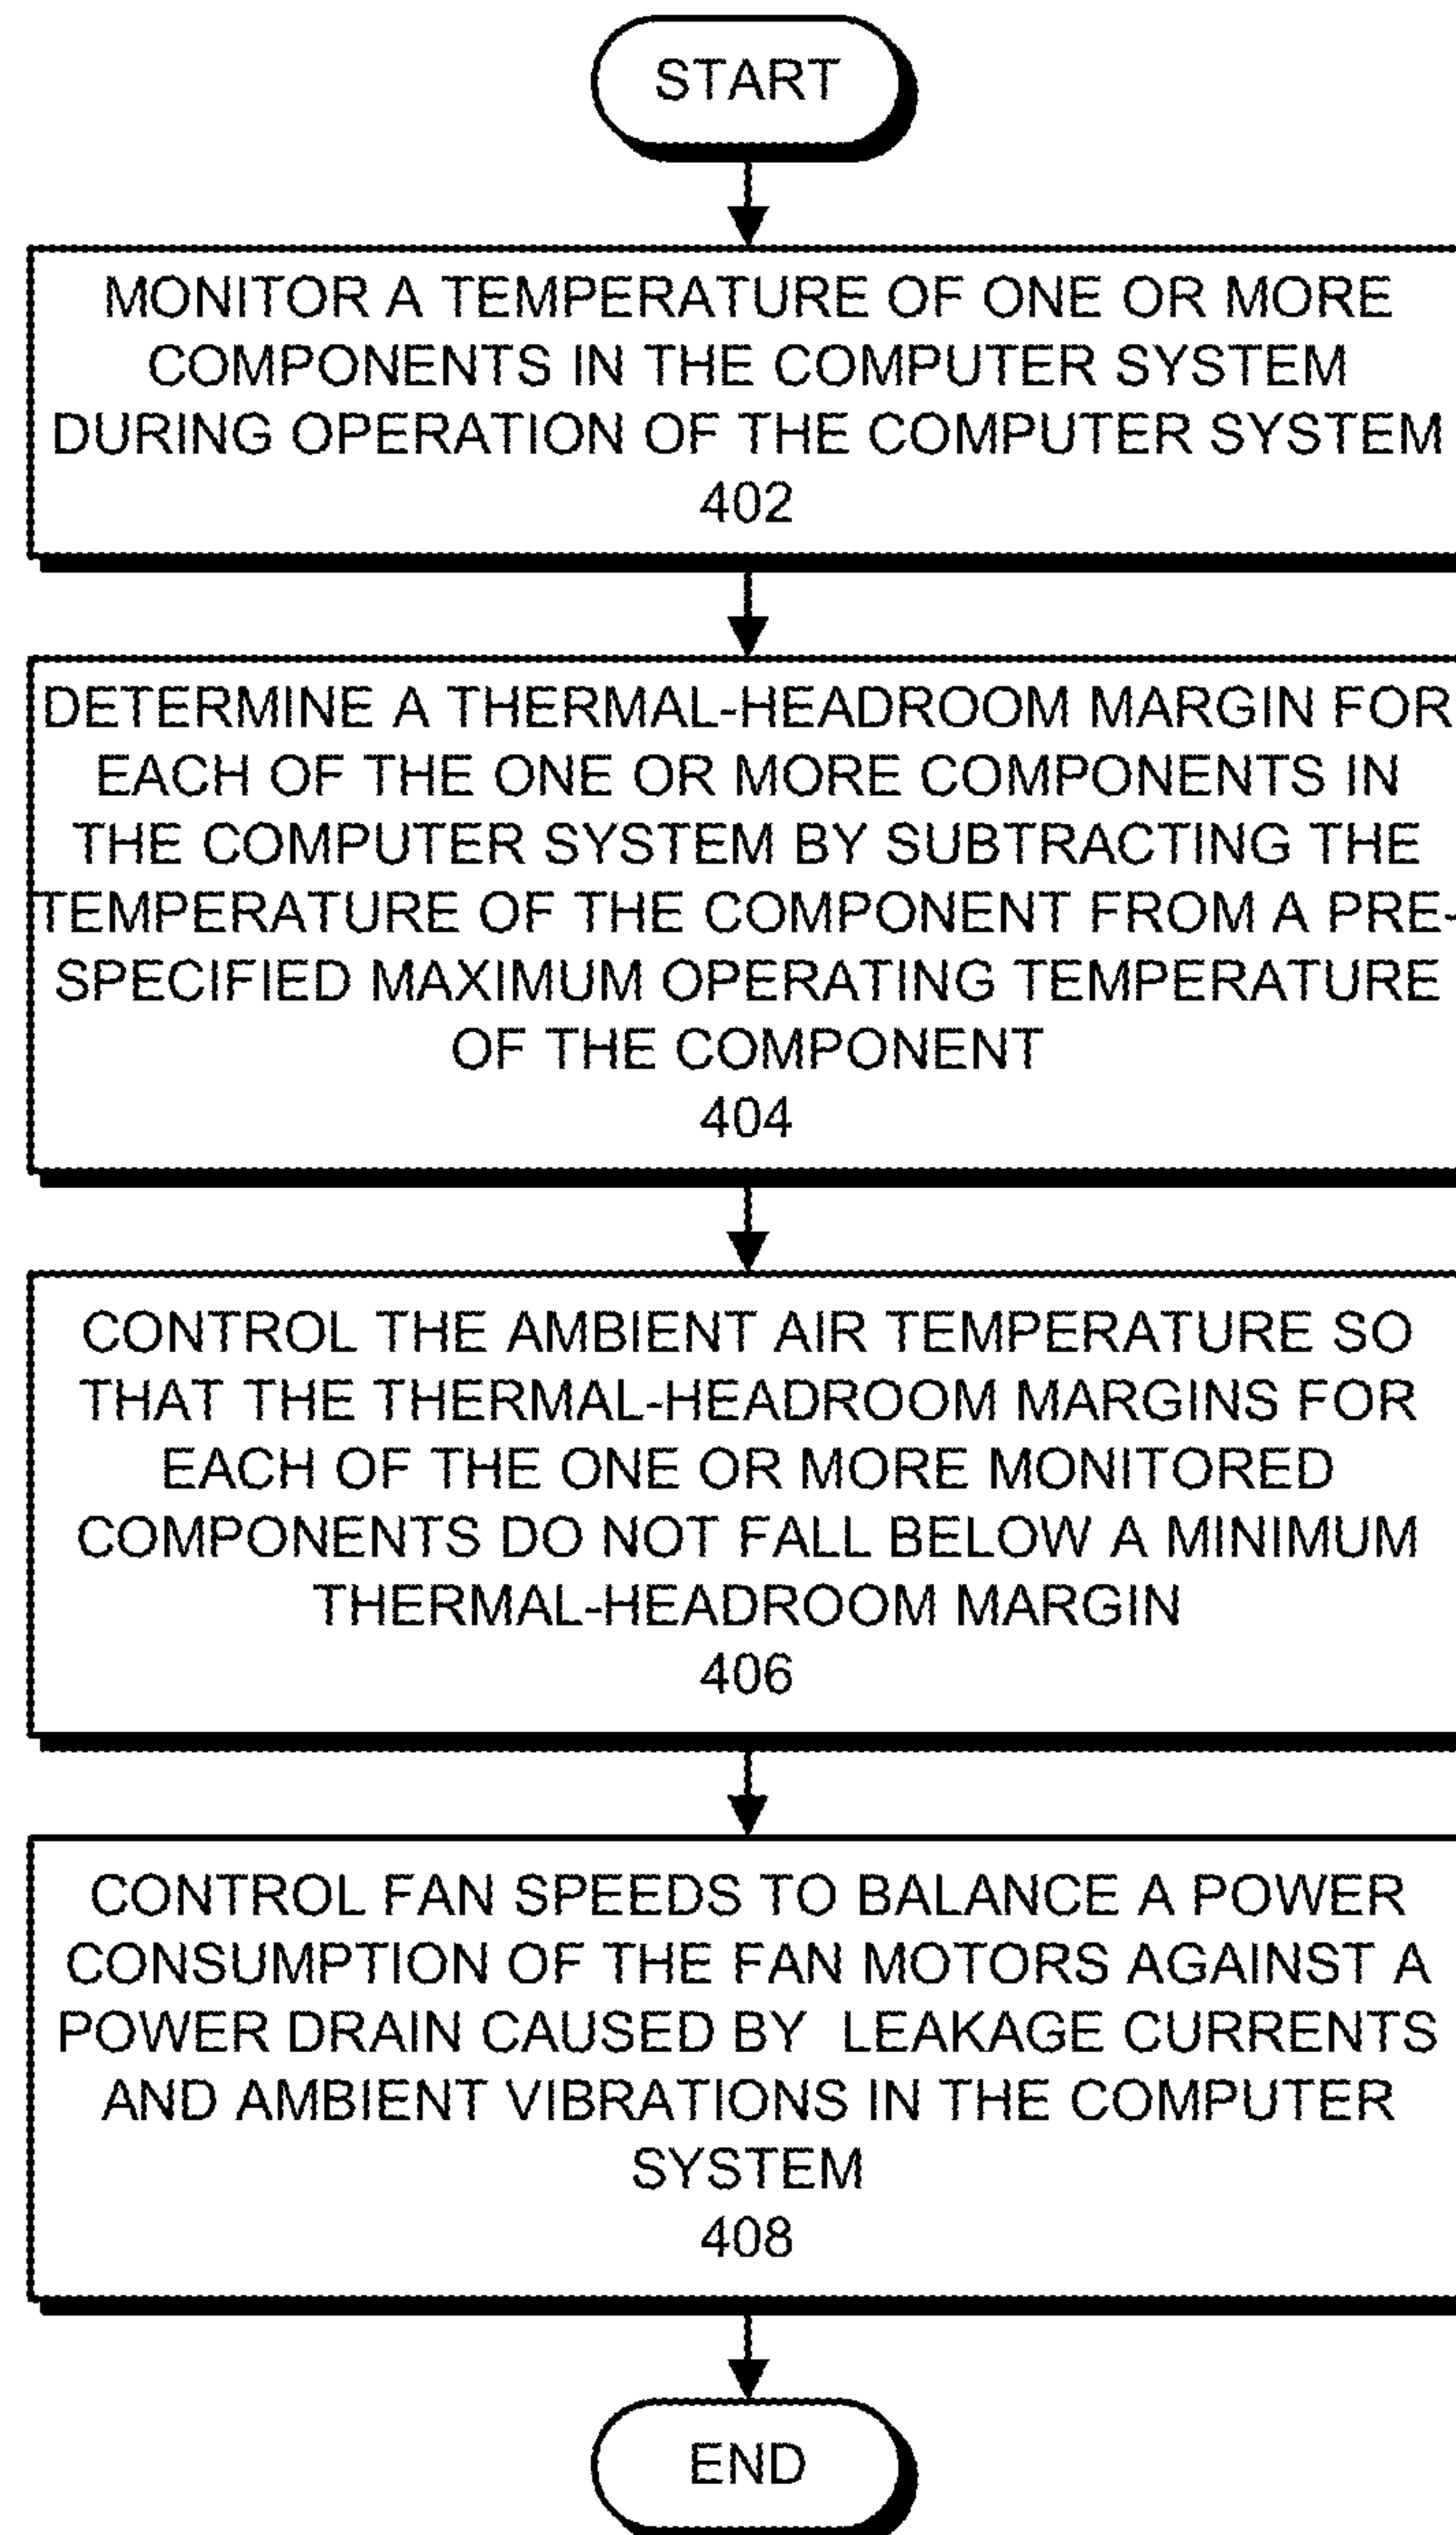 START
MONITOR A TEMPERATURE OF ONE OR MORE
COMPONENTS IN THE COMPUTER SYSTEM
DURING OPERATION OF THE COMPUTER SYSTEM
402
DETERMINE A THERMAL-HEADROOM MARGIN FOR
EACH OF THE ONE OR MORE COMPONENTS IN
THE COMPUTER SYSTEM BY SUBTRACTING THE
TEMPERATURE OF THE COMPONENT FROM A PRE-
SPECIFIED MAXIMUM OPERATING TEMPERATURE
OF THE COMPONENT
404
CONTROL THE AMBIENT AIR TEMPERATURE SO
THAT THE THERMAL-HEADROOM MARGINS FOR
EACH OF THE ONE OR MORE MONITORED
COMPONENTS DO NOT FALL BELOW A MINIMUM
THERMAL-HEADROOM MARGIN
406
CONTROL FAN SPEEDS TO BALANCE A POWER
CONSUMPTION OF THE FAN MOTORS AGAINST A
POWER DRAIN CAUSED BY LEAKAGE CURRENTS
AND AMBIENT VIBRATIONS IN THE COMPUTER
SYSTEM
408
END